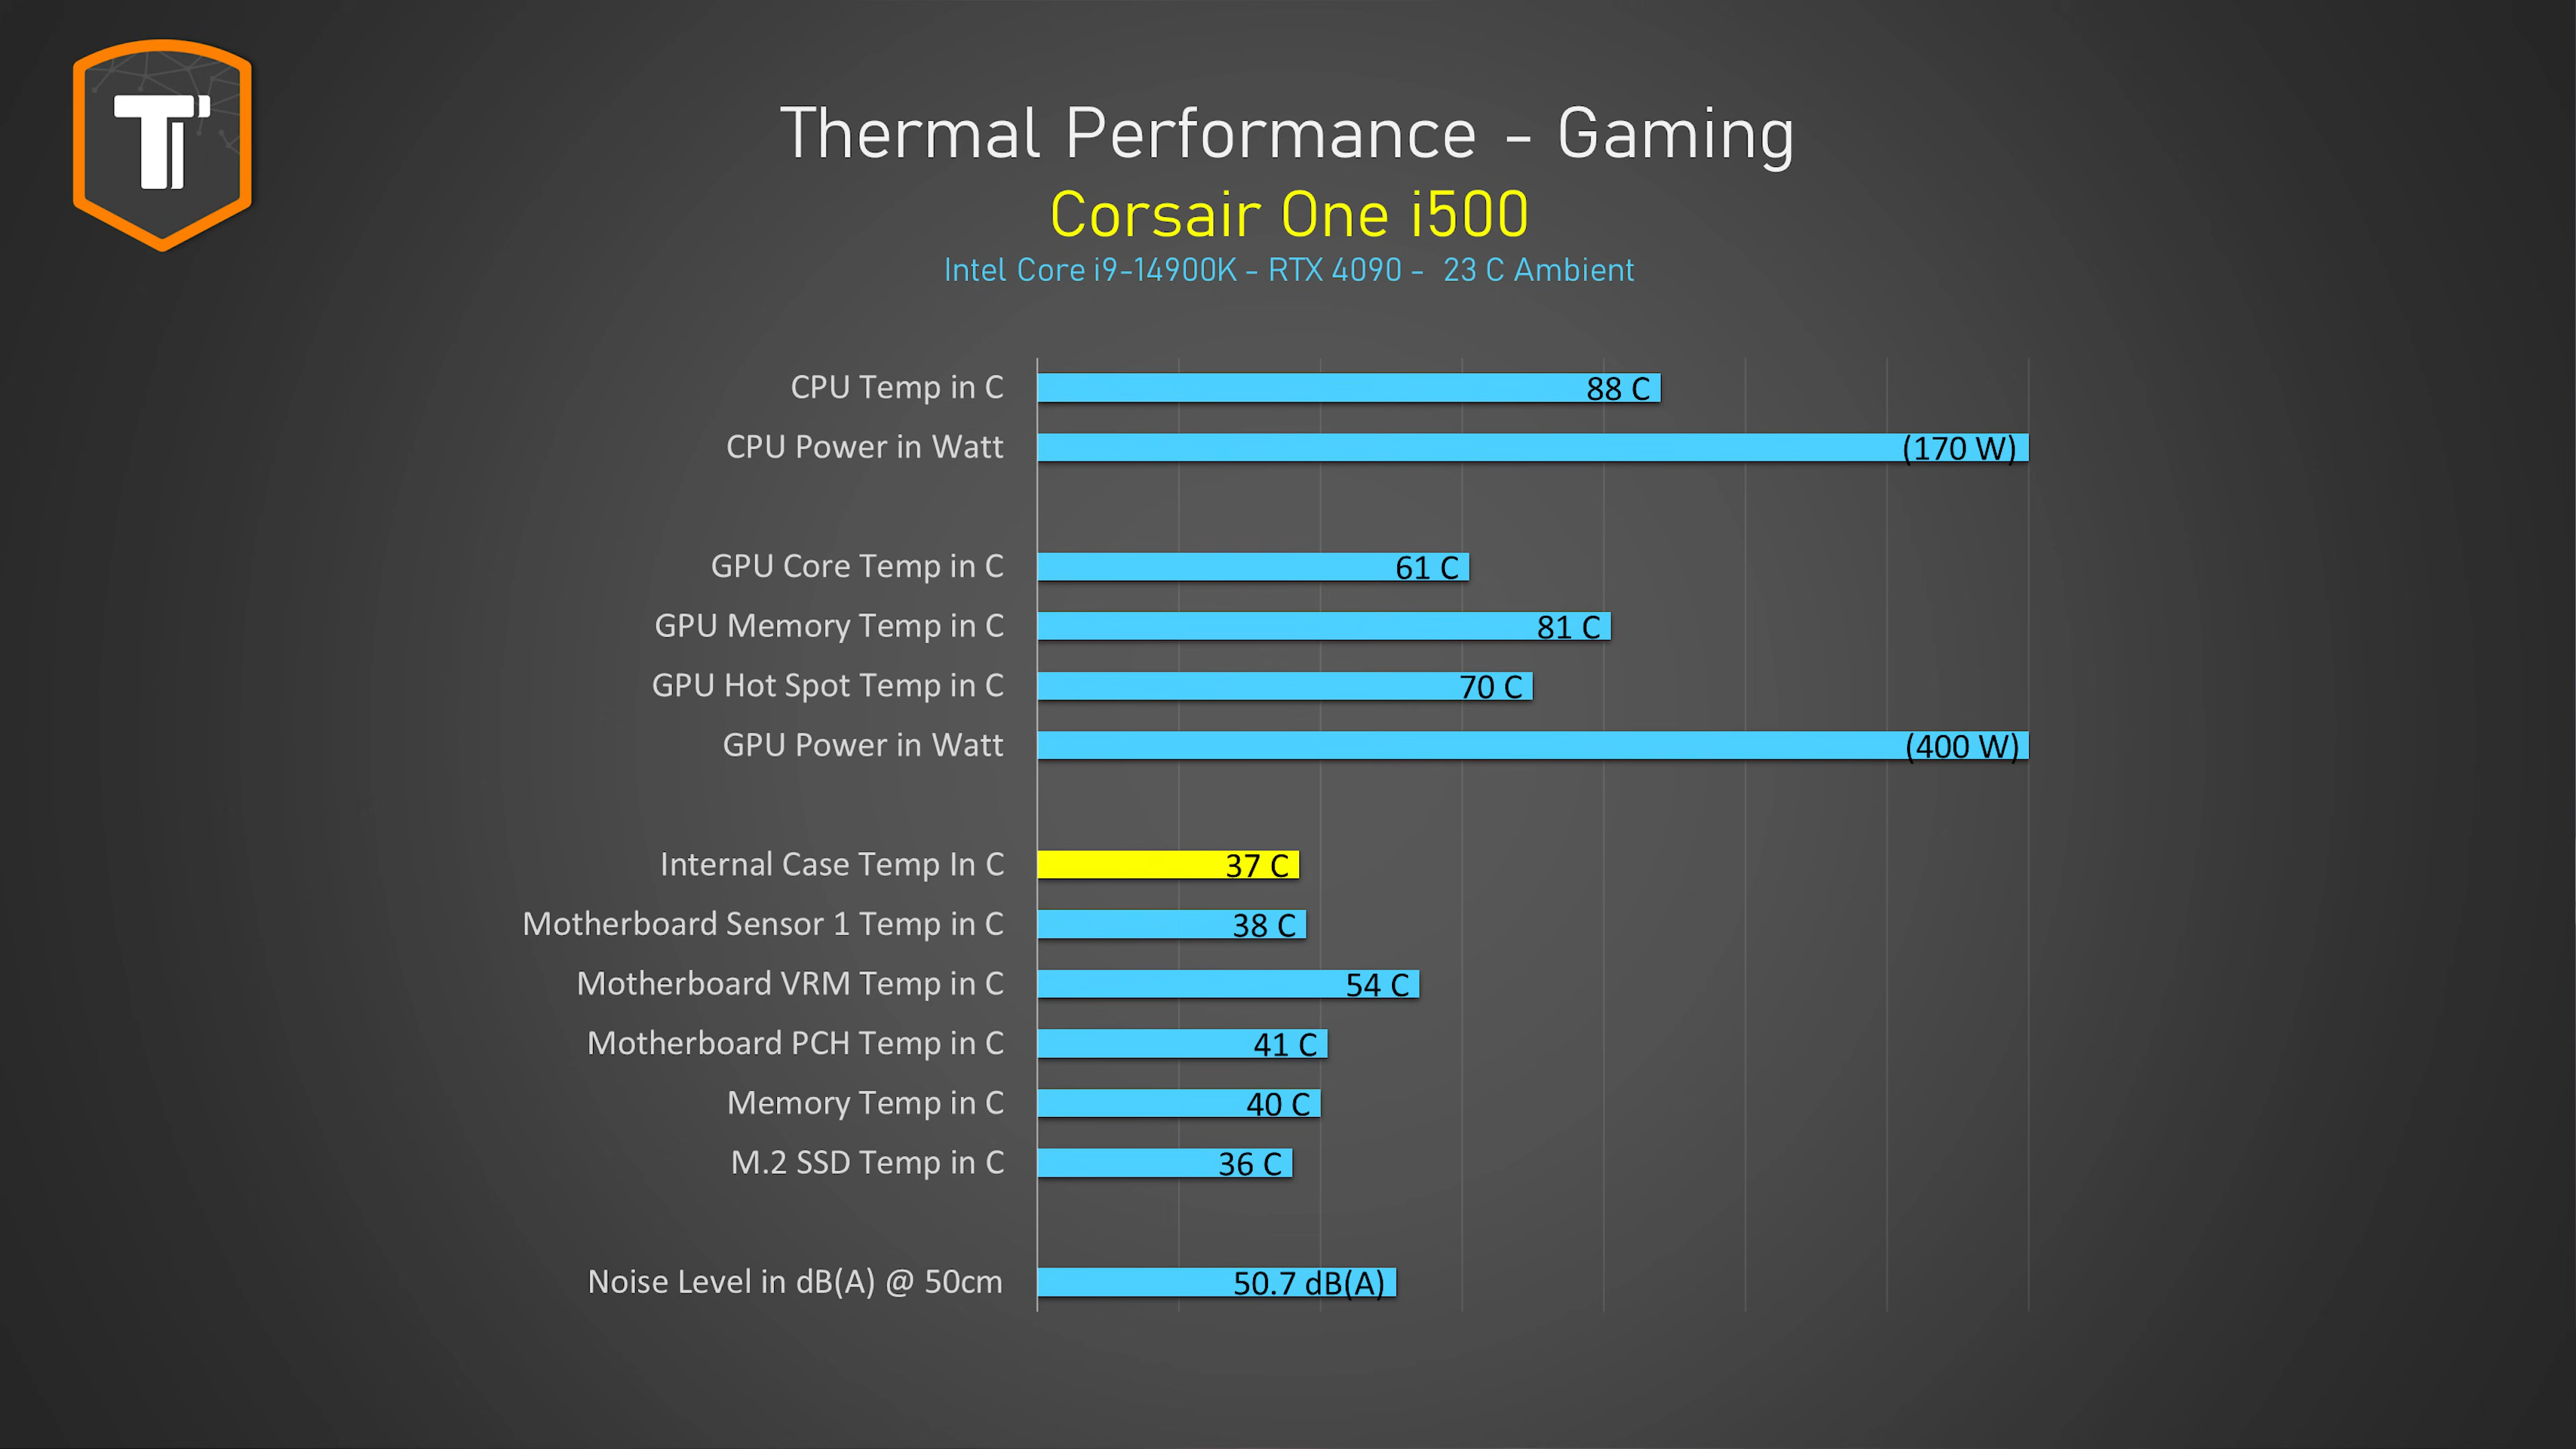 T
Thermal Performance - Gaming
Corsair One i500
Intel Core i9-14900K - RTX 4090 - 23 C Ambient
CPU Temp in C 88 C
CPU Power in Watt (170 W)
GPU Core Temp in C 61 C
GPU Memory Temp in C 81 C
GPU Hot Spot Temp in C 70 C
GPU Power in Watt (400 W)
Internal Case Temp In C 37 C
Motherboard Sensor 1 Temp in C 38 C
Motherboard VRM Temp in C 54 C
Motherboard PCH Temp in C 41 C
Memory Temp in C 40 C
M.2 SSD Temp in C 36 C
Noise Level in dB(A) @ 50cm 50.7 dB(A)